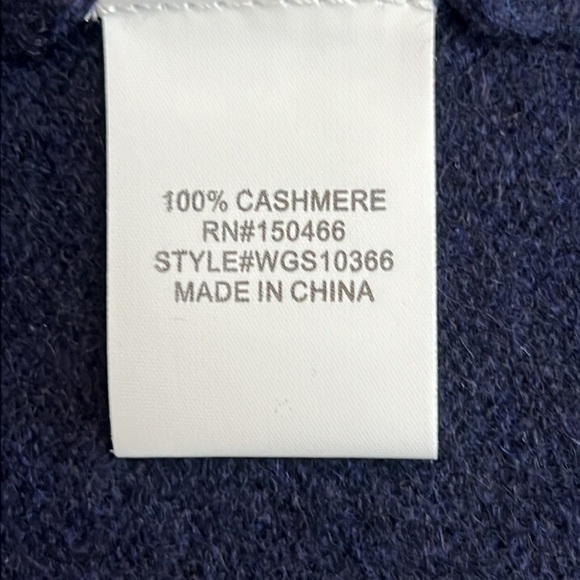 100% CASHMERE
RN#150466
STYLE#WGS10366
MADE IN CHINA